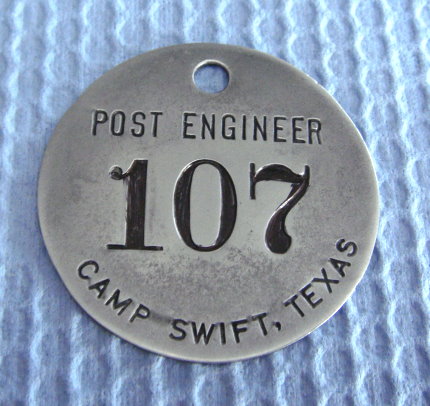 POST ENGINEER
107
CAMP SWIFT, TEXAS